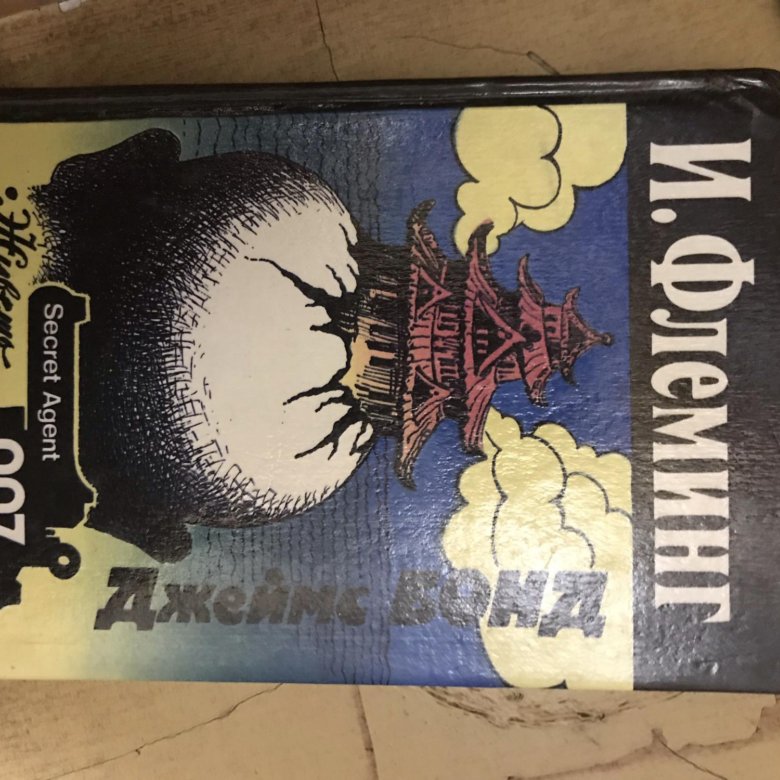 И. Флеминг
Джеймс БОНД
Secret Agent
007